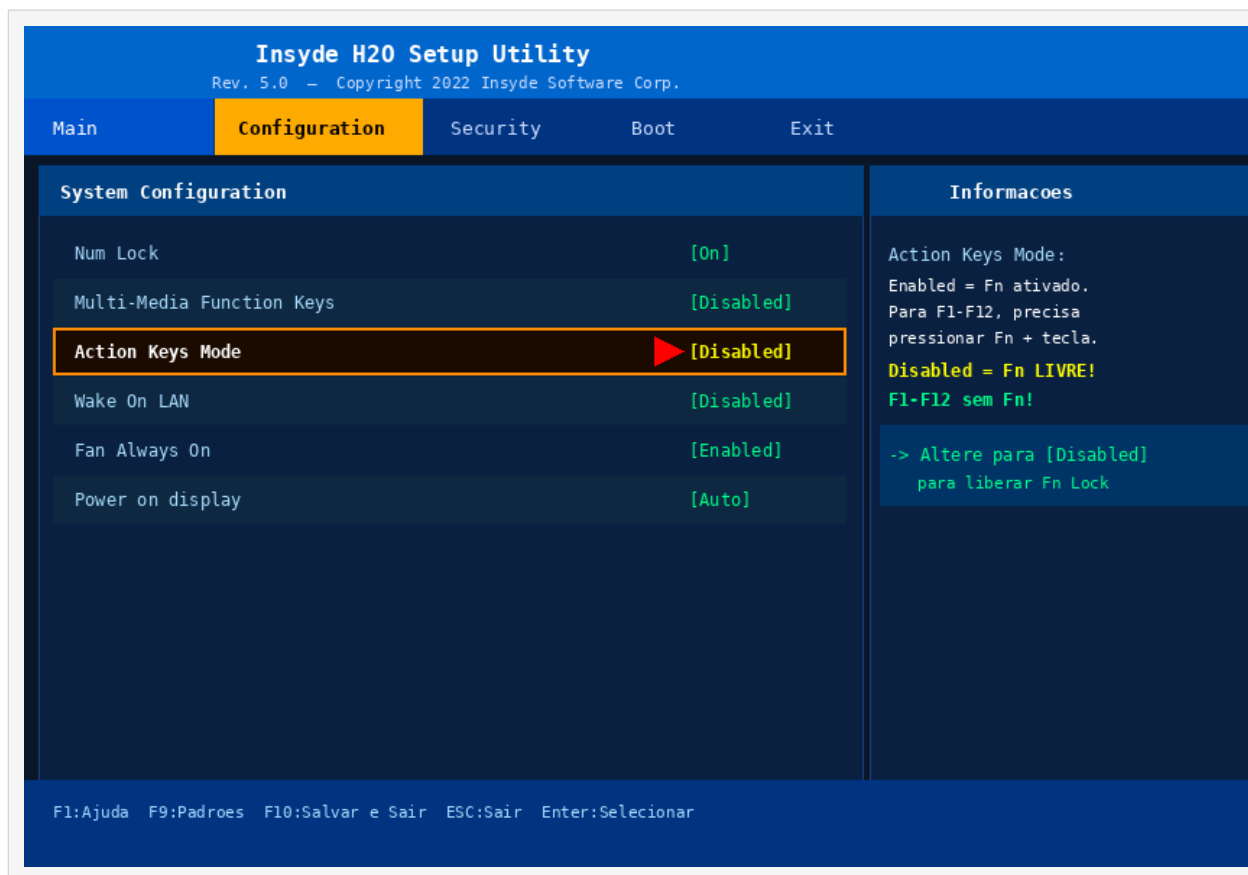 Insyde H2O Setup Utility
Rev. 5.0 — Copyright 2022 Insyde Software Corp.
Main Configuration Security Boot Exit
System Configuration
Num Lock [On]
Multi-Media Function Keys [Disabled]
Action Keys Mode [Disabled]
Wake On LAN [Disabled]
Fan Always On [Enabled]
Power on display [Auto]
Informacoes
Action Keys Mode:
Enabled = Fn ativado.
Para F1-F12, precisa
pressionar Fn + tecla.
Disabled = Fn LIVRE!
F1-F12 sem Fn!
-> Altere para [Disabled]
para liberar Fn Lock
F1:Ajuda F9:Padroes F10:Salvar e Sair ESC:Sair Enter:Selecionar